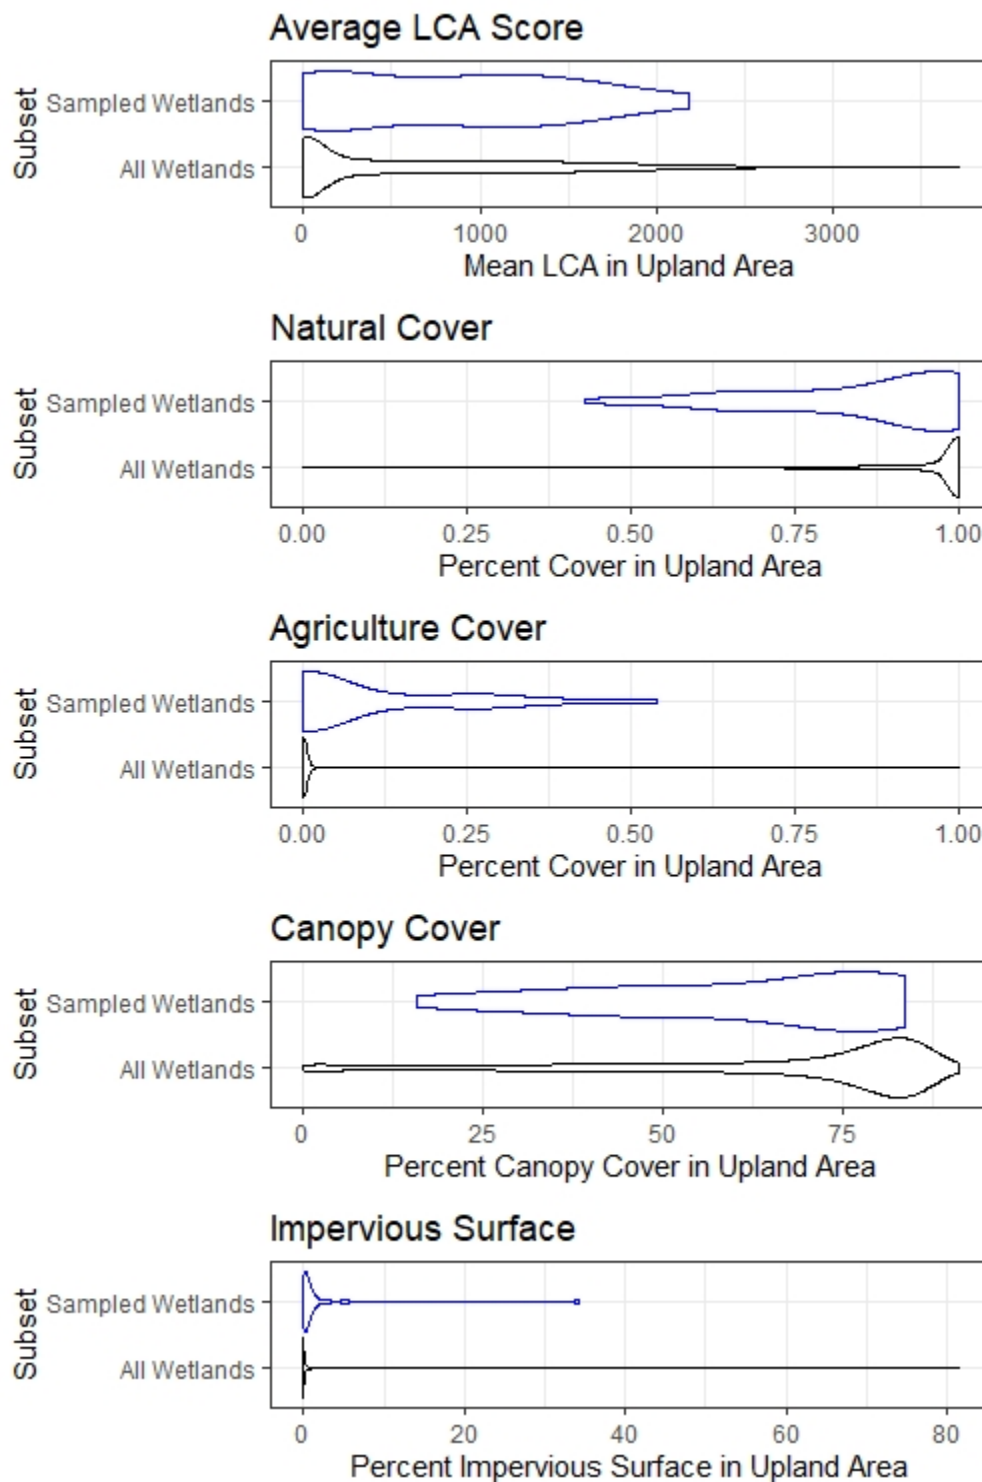 Average LCA Score
Subset
Sampled Wetlands
All Wetlands
0 1000 2000 3000
Mean LCA in Upland Area
Natural Cover
Subset
Sampled Wetlands
All Wetlands
0.00 0.25 0.50 0.75 1.00
Percent Cover in Upland Area
Agriculture Cover
Subset
Sampled Wetlands
All Wetlands
0.00 0.25 0.50 0.75 1.00
Percent Cover in Upland Area
Canopy Cover
Subset
Sampled Wetlands
All Wetlands
0 25 50 75
Percent Canopy Cover in Upland Area
Impervious Surface
Subset
Sampled Wetlands
All Wetlands
0 20 40 60 80
Percent Impervious Surface in Upland Area